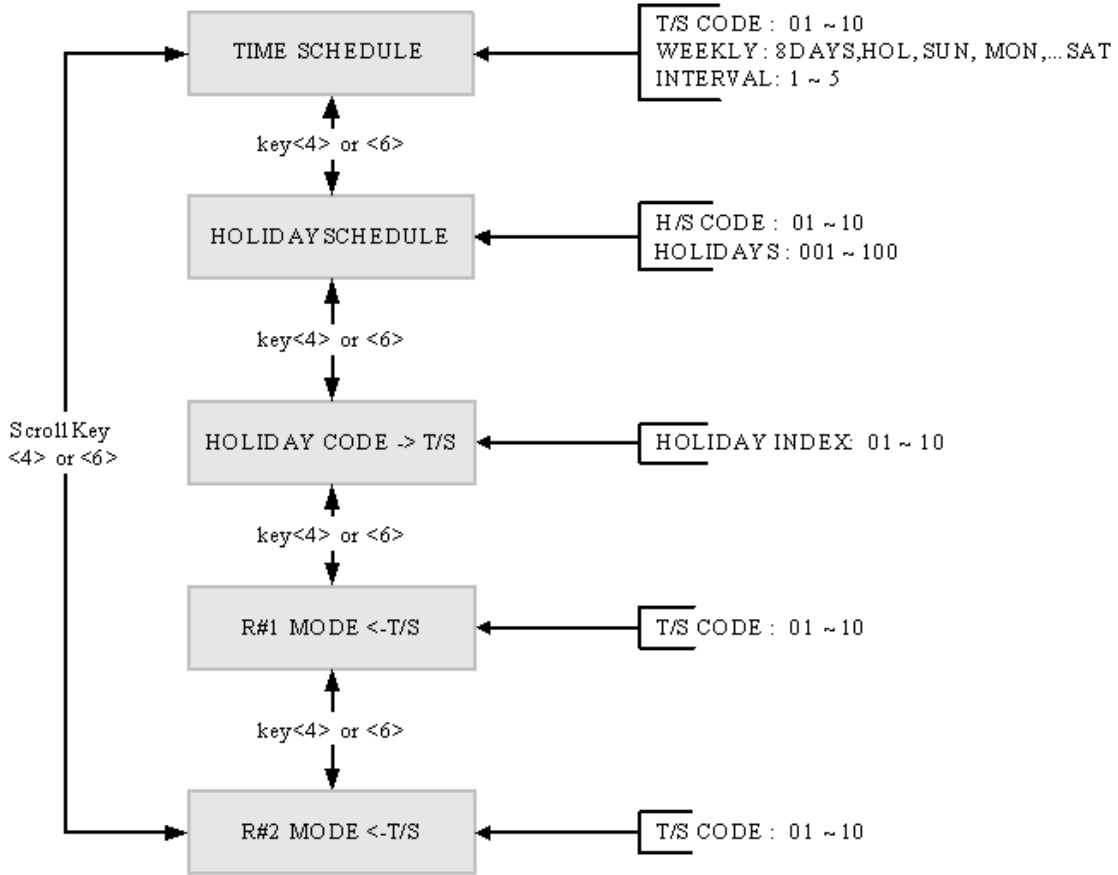 TIME SCHEDULE
T/S CODE : 01 ~ 10
WEEKLY : 8DAYS,HOL, SUN, MON,... SAT
INTERVAL : 1 ~ 5
key<4> or <6>
HOLIDAYSCHEDULE
H/S CODE : 01 ~ 10
HOLIDAYS : 001 ~ 100
key<4> or <6>
Scroll Key
<4> or <6>
HOLIDAY CODE -> T/S
HOLIDAY INDEX: 01 ~ 10
key<4> or <6>
R#1 MODE <-T/S
T/S CODE : 01 ~ 10
key<4> or <6>
R#2 MODE <-T/S
T/S CODE : 01 ~ 10